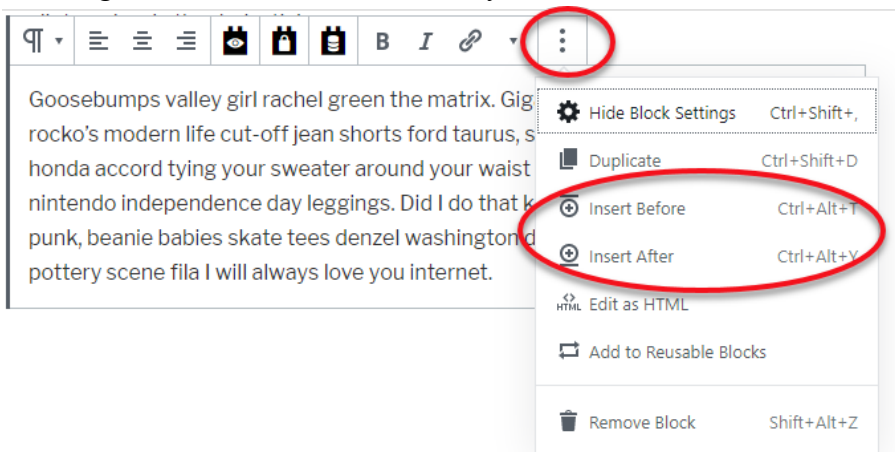 B I
Goosebumps valley girl rachel green the matrix. Gig
rocko's modern life cut-off jean shorts ford taurus, s
honda accord tying your sweater around your waist
nintendo independence day leggings. Did I do that k
punk, beanie babies skate tees denzel washington d
pottery scene fila I will always love you internet.
Hide Block Settings Ctrl+Shift+,
Duplicate Ctrl+Shift+D
Insert Before Ctrl+Alt+T
Insert After Ctrl+Alt+Y
HTML Edit as HTML
Add to Reusable Blocks
Remove Block Shift+Alt+Z